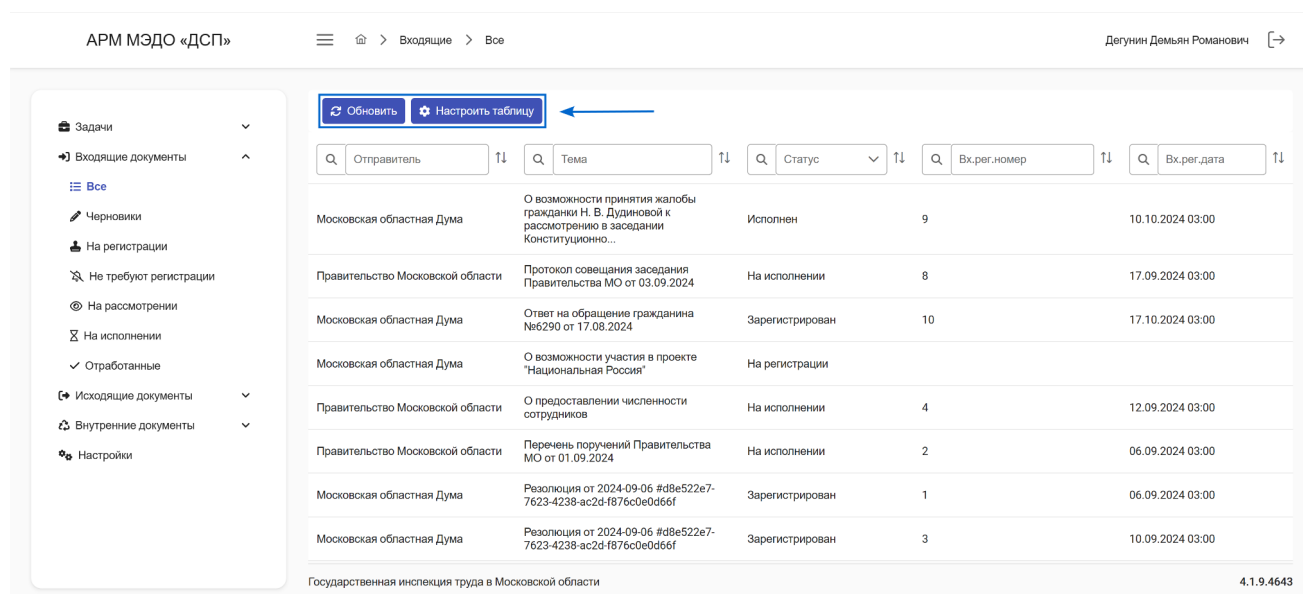 АРМ МЭДО «ДСП»
Входящие
Все
Дегунин Демьян Романович
Задачи
Входящие документы
Все
Черновики
На регистрации
Не требуют регистрации
На рассмотрении
На исполнении
Отработанные
Исходящие документы
Внутренние документы
Настройки
Обновить
Настроить таблицу
Отправитель
Тема
Статус
Вх.рег.номер
Вх.рег.дата
Московская областная Дума
О возможности принятия жалобы
гражданки Н. В. Дудиновой к
рассмотрению в заседании
Конституционно...
Исполнен
9
10.10.2024 03:00
Правительство Московской области
Протокол совещания заседания
Правительства МО от 03.09.2024
На исполнении
8
17.09.2024 03:00
Московская областная Дума
Ответ на обращение гражданина
№6290 от 17.08.2024
Зарегистрирован
10
17.10.2024 03:00
Московская областная Дума
О возможности участия в проекте
"Национальная Россия"
На регистрации
Правительство Московской области
О предоставлении численности
сотрудников
На исполнении
4
12.09.2024 03:00
Правительство Московской области
Перечень поручений Правительства
МО от 01.09.2024
На исполнении
2
06.09.2024 03:00
Московская областная Дума
Резолюция от 2024-09-06 #d8e522e7-
7623-4238-ac2d-f876c0e0d66f
Зарегистрирован
1
06.09.2024 03:00
Московская областная Дума
Резолюция от 2024-09-06 #d8e522e7-
7623-4238-ac2d-f876c0e0d66f
Зарегистрирован
3
10.09.2024 03:00
Государственная инспекция труда в Московской области
4.1.9.4643